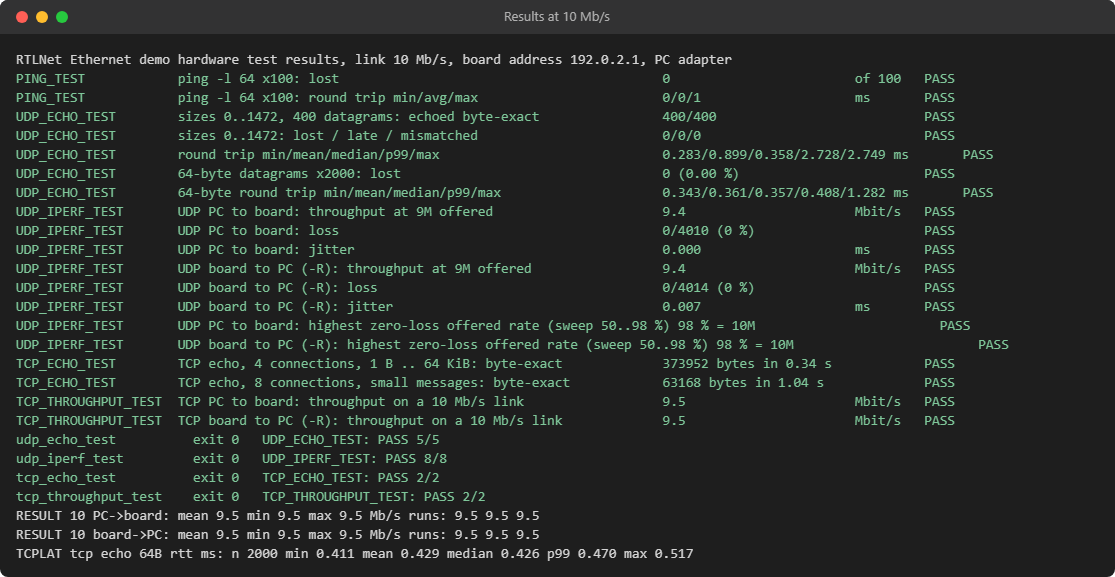 Results at 10 Mb/s
RTLNet Ethernet demo hardware test results, link 10 Mb/s, board address 192.0.2.1, PC adapter
PING_TEST ping -l 64 x100: lost 0 of 100 PASS
PING_TEST ping -l 64 x100: round trip min/avg/max 0/0/1 ms PASS
UDP_ECHO_TEST sizes 0..1472, 400 datagrams: echoed byte-exact 400/400 PASS
UDP_ECHO_TEST sizes 0..1472: lost / late / mismatched 0/0/0 PASS
UDP_ECHO_TEST round trip min/mean/median/p99/max 0.283/0.899/0.358/2.728/2.749 ms PASS
UDP_ECHO_TEST 64-byte datagrams x2000: lost 0 (0.00 %) PASS
UDP_ECHO_TEST 64-byte round trip min/mean/median/p99/max 0.343/0.361/0.357/0.408/1.282 ms PASS
UDP_IPERF_TEST UDP PC to board: throughput at 9M offered 9.4 Mbit/s PASS
UDP_IPERF_TEST UDP PC to board: loss 0/4010 (0 %) PASS
UDP_IPERF_TEST UDP PC to board: jitter 0.000 ms PASS
UDP_IPERF_TEST UDP board to PC (-R): throughput at 9M offered 9.4 Mbit/s PASS
UDP_IPERF_TEST UDP board to PC (-R): loss 0/4014 (0 %) PASS
UDP_IPERF_TEST UDP board to PC (-R): jitter 0.007 ms PASS
UDP_IPERF_TEST UDP PC to board: highest zero-loss offered rate (sweep 50..98 %) 98 % = 10M PASS
UDP_IPERF_TEST UDP board to PC (-R): highest zero-loss offered rate (sweep 50..98 %) 98 % = 10M PASS
TCP_ECHO_TEST TCP echo, 4 connections, 1 B .. 64 KiB: byte-exact 373952 bytes in 0.34 s PASS
TCP_ECHO_TEST TCP echo, 8 connections, small messages: byte-exact 63168 bytes in 1.04 s PASS
TCP_THROUGHPUT_TEST TCP PC to board: throughput on a 10 Mb/s link 9.5 Mbit/s PASS
TCP_THROUGHPUT_TEST TCP board to PC (-R): throughput on a 10 Mb/s link 9.5 Mbit/s PASS
udp_echo_test exit 0 UDP_ECHO_TEST: PASS 5/5
udp_iperf_test exit 0 UDP_IPERF_TEST: PASS 8/8
tcp_echo_test exit 0 TCP_ECHO_TEST: PASS 2/2
tcp_throughput_test exit 0 TCP_THROUGHPUT_TEST: PASS 2/2
RESULT 10 PC->board: mean 9.5 min 9.5 max 9.5 Mb/s runs: 9.5 9.5 9.5
RESULT 10 board->PC: mean 9.5 min 9.5 max 9.5 Mb/s runs: 9.5 9.5 9.5
TCPLAT tcp echo 64B rtt ms: n 2000 min 0.411 mean 0.429 median 0.426 p99 0.470 max 0.517